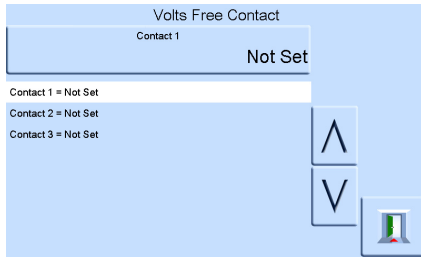 Volts Free Contact
Contact 1
Not Set
Contact 1 = Not Set
Contact 2 = Not Set
Contact 3 = Not Set